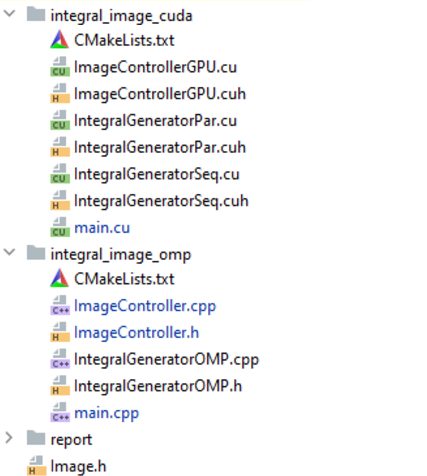 integral_image_cuda
CMakeLists.txt
CU ImageControllerGPU.cu
H ImageControllerGPU.cuh
CU IntegralGeneratorPar.cu
H IntegralGeneratorPar.cuh
CU IntegralGeneratorSeq.cu
H IntegralGeneratorSeq.cuh
CU main.cu
integral_image_omp
CMakeLists.txt
C++ ImageController.cpp
H ImageController.h
C++ IntegralGeneratorOMP.cpp
H IntegralGeneratorOMP.h
C++ main.cpp
report
H Image.h